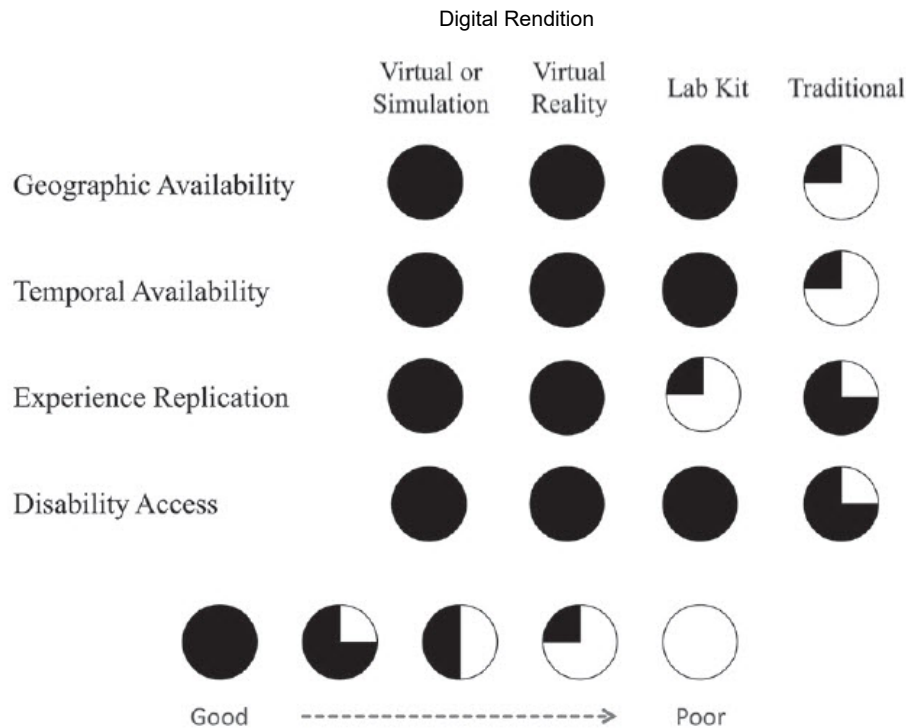 Digital Rendition
Virtual or
Simulation
Virtual
Reality
Lab Kit
Traditional
Geographic Availability
Temporal Availability
Experience Replication
Disability Access
Good
Poor